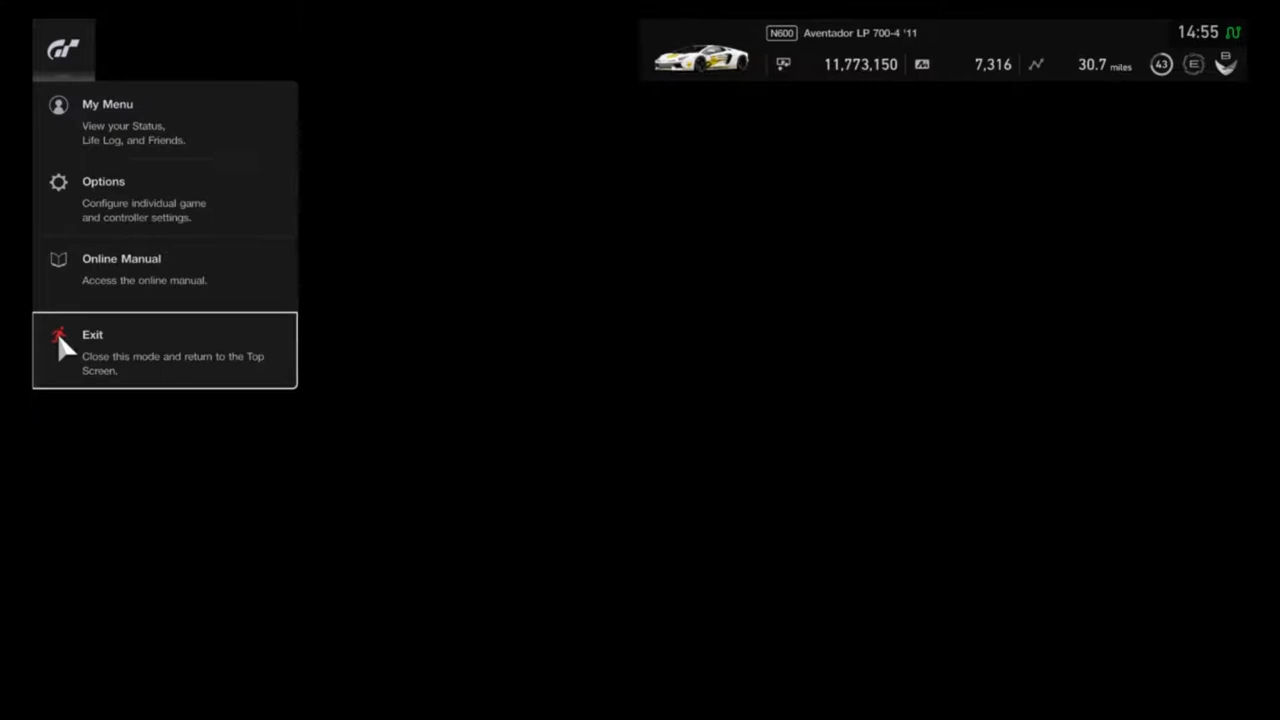 GT
N600 Aventador LP 700-4 '11
14:55
11,773,150 7,316 30.7 miles 43 E B
My Menu
View your Status,
Life Log, and Friends.
Options
Configure individual game
and controller settings.
Online Manual
Access the online manual.
Exit
Close this mode and return to the Top
Screen.